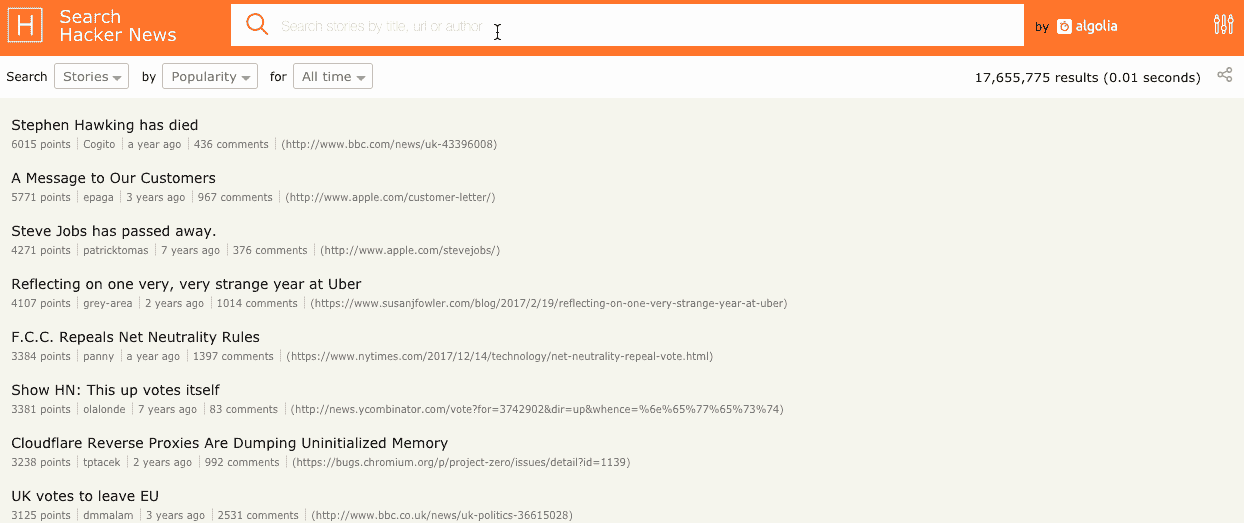 H
Search
Hacker News
Search stories by title, url or author
by algolia
Search Stories by Popularity for All time 17,655,775 results (0.01 seconds)
Stephen Hawking has died
6015 points Cogito a year ago 436 comments (http://www.bbc.com/news/uk-43396008)
A Message to Our Customers
5771 points epaga 3 years ago 967 comments (http://www.apple.com/customer-letter/)
Steve Jobs has passed away.
4271 points patricktomas 7 years ago 376 comments (http://www.apple.com/stevejobs/)
Reflecting on one very, very strange year at Uber
4107 points grey-area 2 years ago 1014 comments (https://www.susanjfowler.com/blog/2017/2/19/reflecting-on-one-very-strange-year-at-uber)
F.C.C. Repeals Net Neutrality Rules
3384 points panny a year ago 1397 comments (https://www.nytimes.com/2017/12/14/technology/net-neutrality-repeal-vote.html)
Show HN: This up votes itself
3381 points olalonde 7 years ago 83 comments (http://news.ycombinator.com/vote?for=3742902&dir=up&whence=%6e%65%77%65%73%74)
Cloudflare Reverse Proxies Are Dumping Uninitialized Memory
3238 points tptacek 2 years ago 992 comments (https://bugs.chromium.org/p/project-zero/issues/detail?id=1139)
UK votes to leave EU
3125 points dmmalam 3 years ago 2531 comments (http://www.bbc.co.uk/news/uk-politics-36615028)